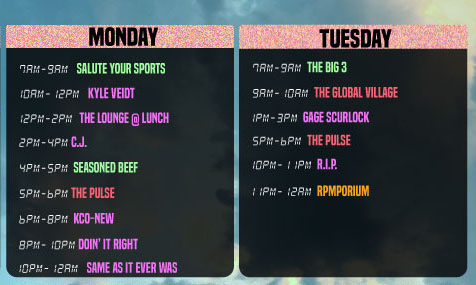 MONDAY
7AM-9AM SALUTE YOUR SPORTS
10AM- 12PM KYLE VEIDT
12PM-2PM THE LOUNGE @ LUNCH
2PM-4PM C.J.
4PM-5PM SEASONED BEEF
5PM-6PM THE PULSE
6PM-8PM KCO-NEW
8PM- 10PM DOIN' IT RIGHT
10PM- 12AM SAME AS IT EVER WAS
TUESDAY
7AM-9AM THE BIG 3
9AM- 10AM THE GLOBAL VILLAGE
1PM-3PM GAGE SCURLOCK
5PM-6PM THE PULSE
10PM- 11PM R.I.P.
11PM- 12AM RPMPORIUM